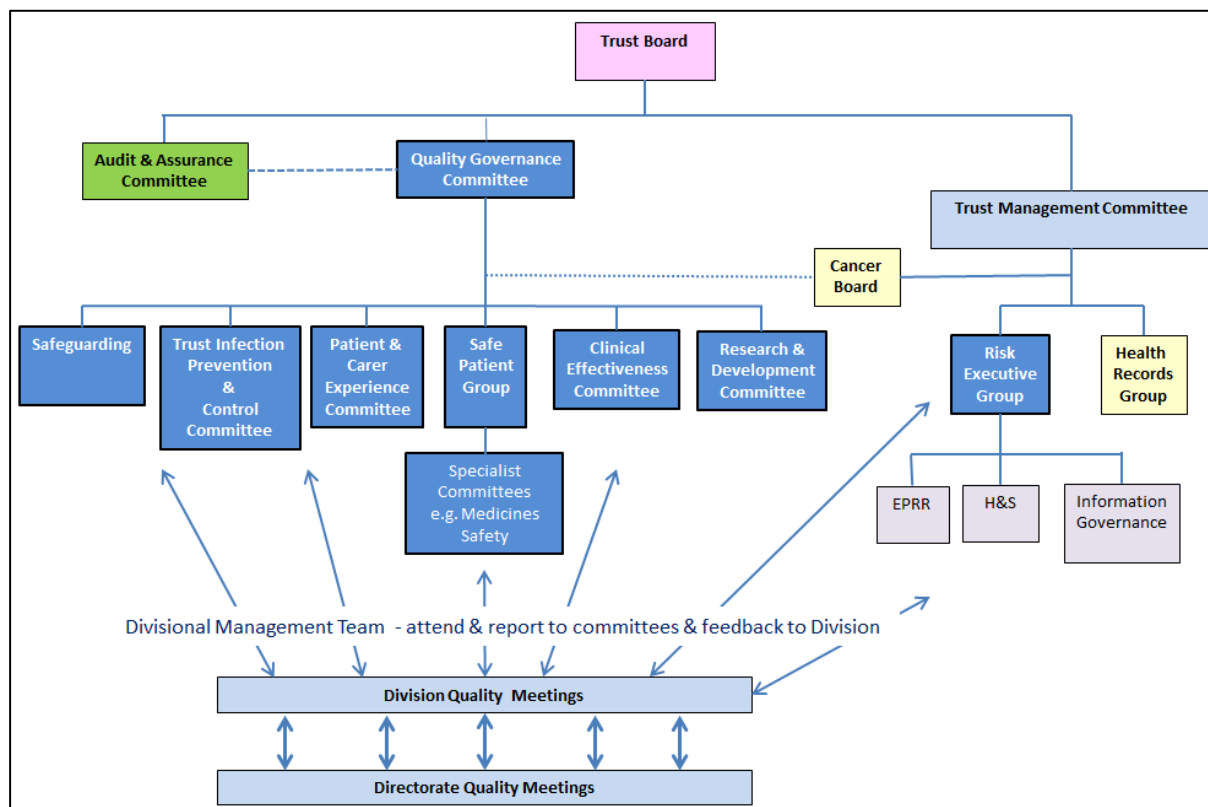 Trust Board
Audit & Assurance
Committee
Quality Governance
Committee
Trust Management Committee
Cancer
Board
Safeguarding
Trust Infection
Prevention
&
Control
Committee
Patient &
Carer
Experience
Committee
Safe
Patient
Group
Clinical
Effectiveness
Committee
Research &
Development
Committee
Risk
Executive
Group
Health
Records
Group
Specialist
Committees
e.g. Medicines
Safety
EPRR
H&S
Information
Governance
Divisional Management Team - attend & report to committees & feedback to Division
Division Quality Meetings
Directorate Quality Meetings